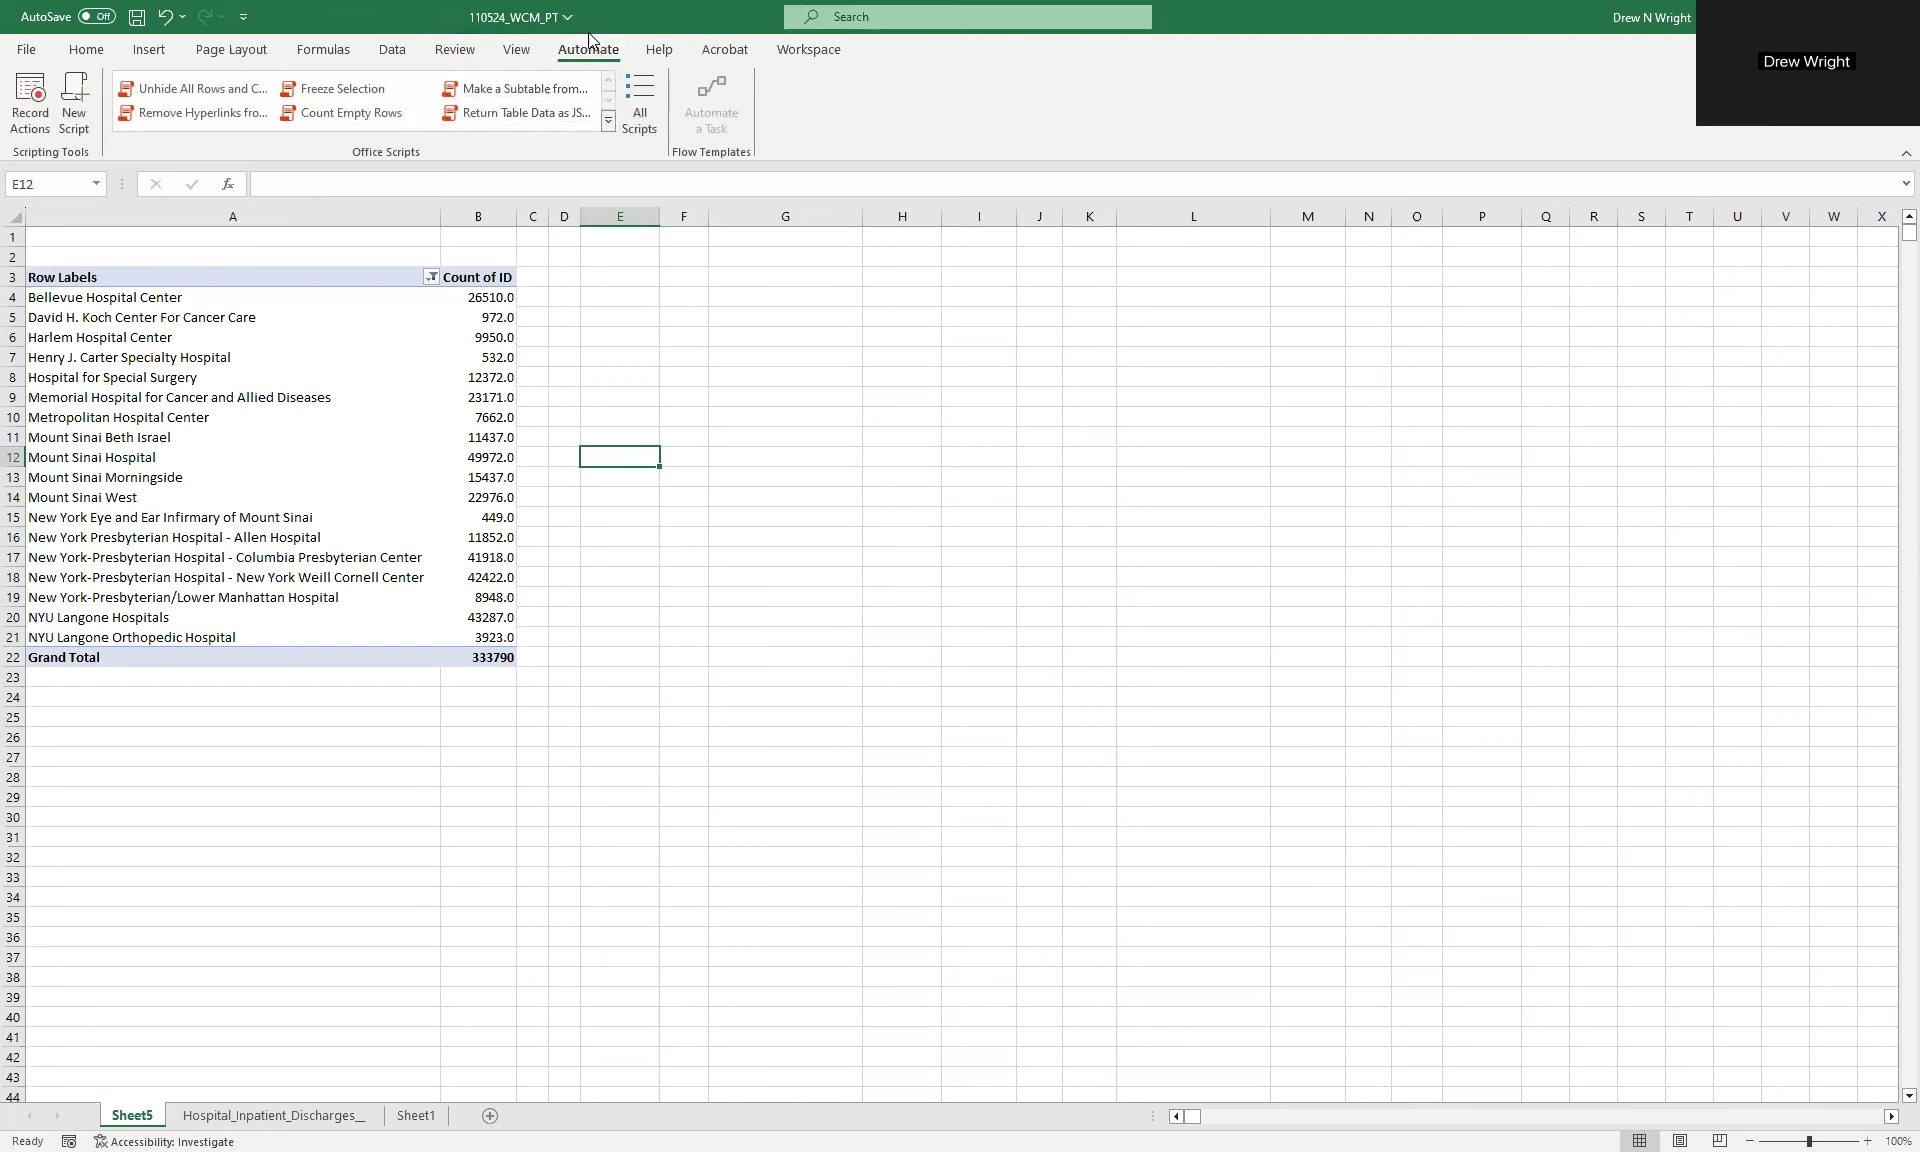 AutoSave Off 110524_WCM_PT Search Drew N Wright
Drew Wright
File Home Insert Page Layout Formulas Data Review View Automate Help Acrobat Workspace
Unhide All Rows and C... Freeze Selection Make a Subtable from...
Remove Hyperlinks fro... Count Empty Rows Return Table Data as JS...
Record Actions New Script All Scripts Automate a Task
Scripting Tools Office Scripts Flow Templates
E12 fx
A B C D E F G H I J K L M N O P Q R S T U V W X
1
2
3 Row Labels Count of ID
4 Bellevue Hospital Center 26510.0
5 David H. Koch Center For Cancer Care 972.0
6 Harlem Hospital Center 9950.0
7 Henry J. Carter Specialty Hospital 532.0
8 Hospital for Special Surgery 12372.0
9 Memorial Hospital for Cancer and Allied Diseases 23171.0
10 Metropolitan Hospital Center 7662.0
11 Mount Sinai Beth Israel 11437.0
12 Mount Sinai Hospital 49972.0
13 Mount Sinai Morningside 15437.0
14 Mount Sinai West 22976.0
15 New York Eye and Ear Infirmary of Mount Sinai 449.0
16 New York Presbyterian Hospital - Allen Hospital 11852.0
17 New York-Presbyterian Hospital - Columbia Presbyterian Center 41918.0
18 New York-Presbyterian Hospital - New York Weill Cornell Center 42422.0
19 New York-Presbyterian/Lower Manhattan Hospital 8948.0
20 NYU Langone Hospitals 43287.0
21 NYU Langone Orthopedic Hospital 3923.0
22 Grand Total 333790
23
24
25
26
27
28
29
30
31
32
33
34
35
36
37
38
39
40
41
42
43
44
Sheet5 Hospital_Inpatient_Discharges__ Sheet1
Ready Accessibility: Investigate 100%